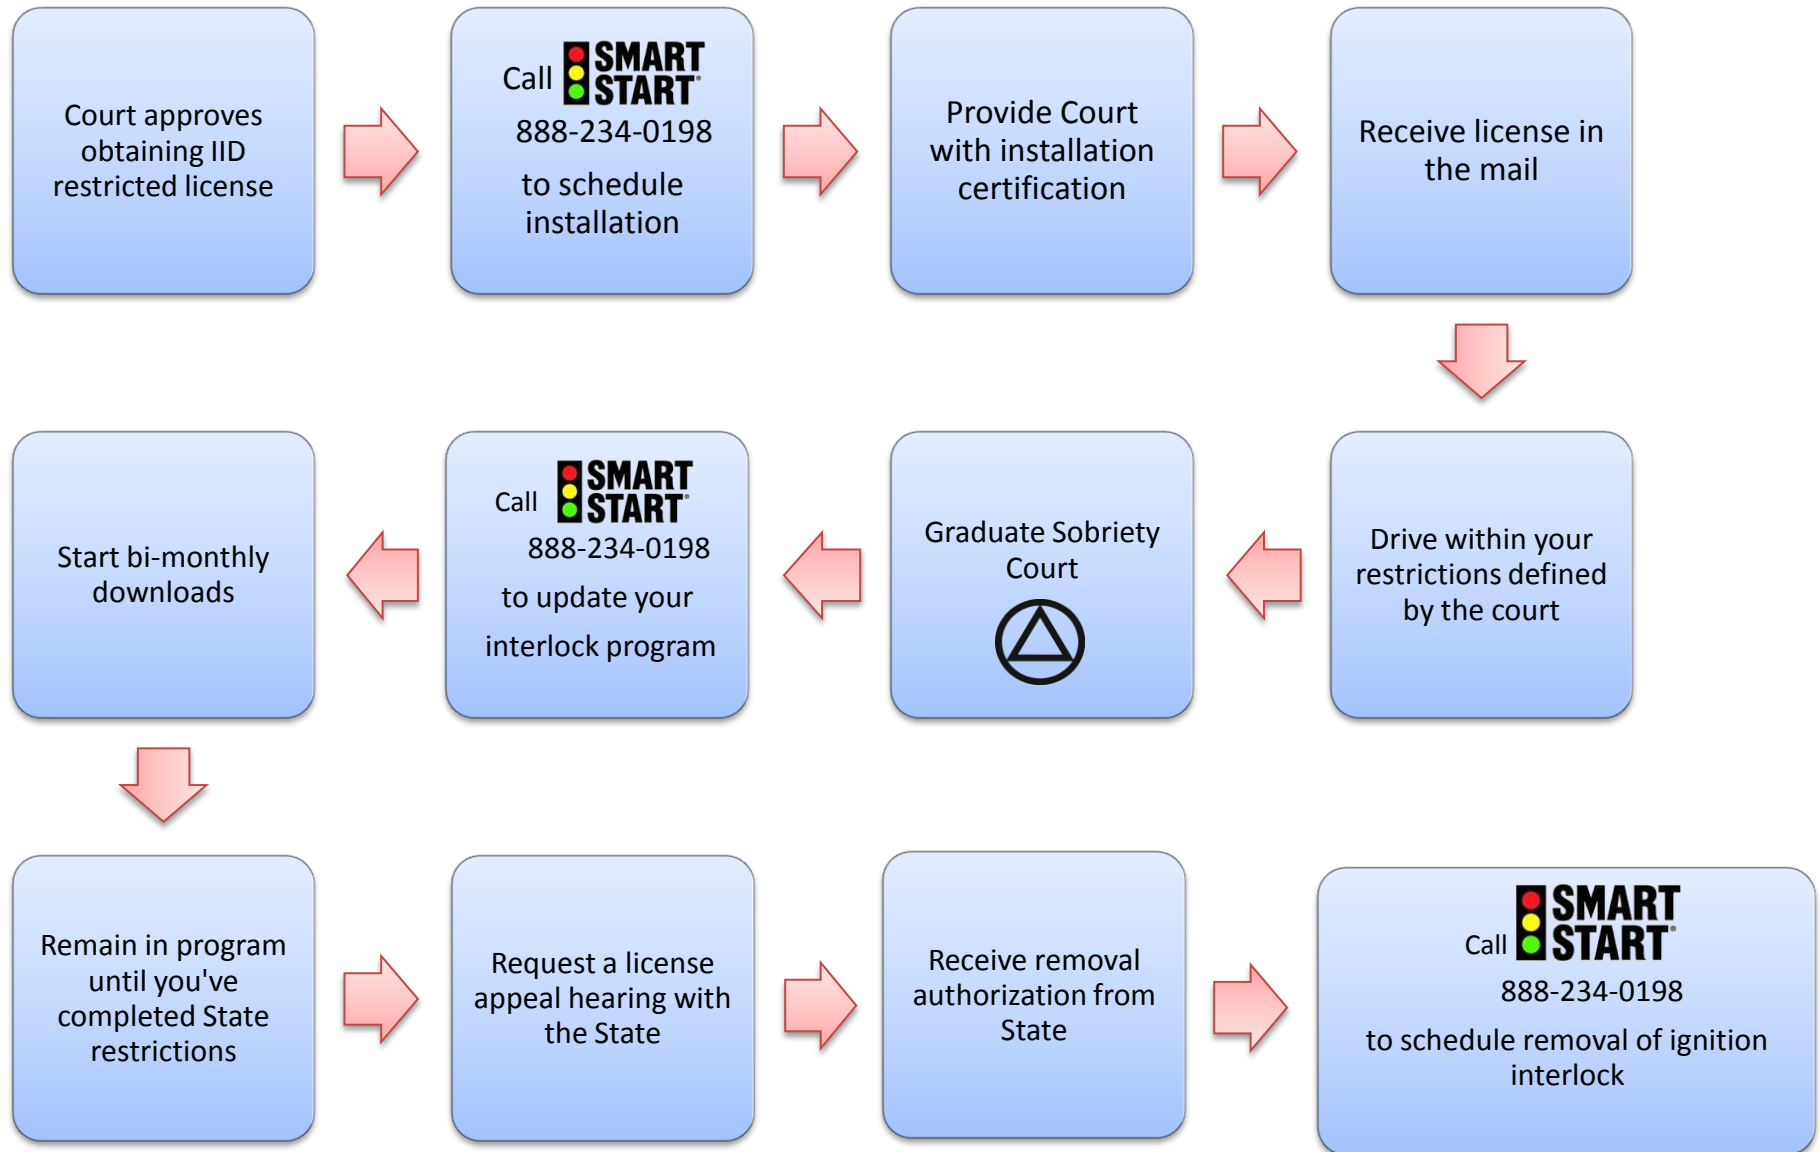 Court approves
obtaining IID
restricted license
Call SMART
START®
888-234-0198
to schedule
installation
Provide Court
with installation
certification
Receive license in
the mail
Drive within your
restrictions defined
by the court
Graduate Sobriety
Court
Call SMART
START®
888-234-0198
to update your
interlock program
Start bi-monthly
downloads
Remain in program
until you've
completed State
restrictions
Request a license
appeal hearing with
the State
Receive removal
authorization from
State
Call SMART
START®
888-234-0198
to schedule removal of ignition
interlock